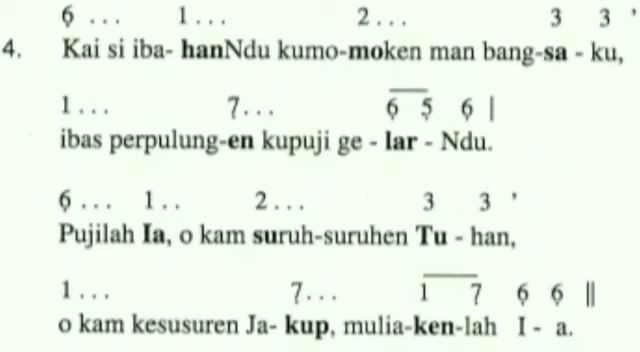 6̣ ... 1 ... 2 ... 3 3 ’
4. Kai si iba- hanNdu kumo-moken man bang-sa - ku,
1 ... 7̣ ... 6̣ 5̣ 6̣ |
ibas perpulung-en kupuji ge - lar - Ndu.
6̣ ... 1 .. 2 ... 3 3 ’
Pujilah Ia, o kam suruh-suruhen Tu - han,
1 ... 7̣ ... 1 7̣ 6̣ 6̣ ||
o kam kesusuren Ja- kup, mulia-ken-lah I - a.